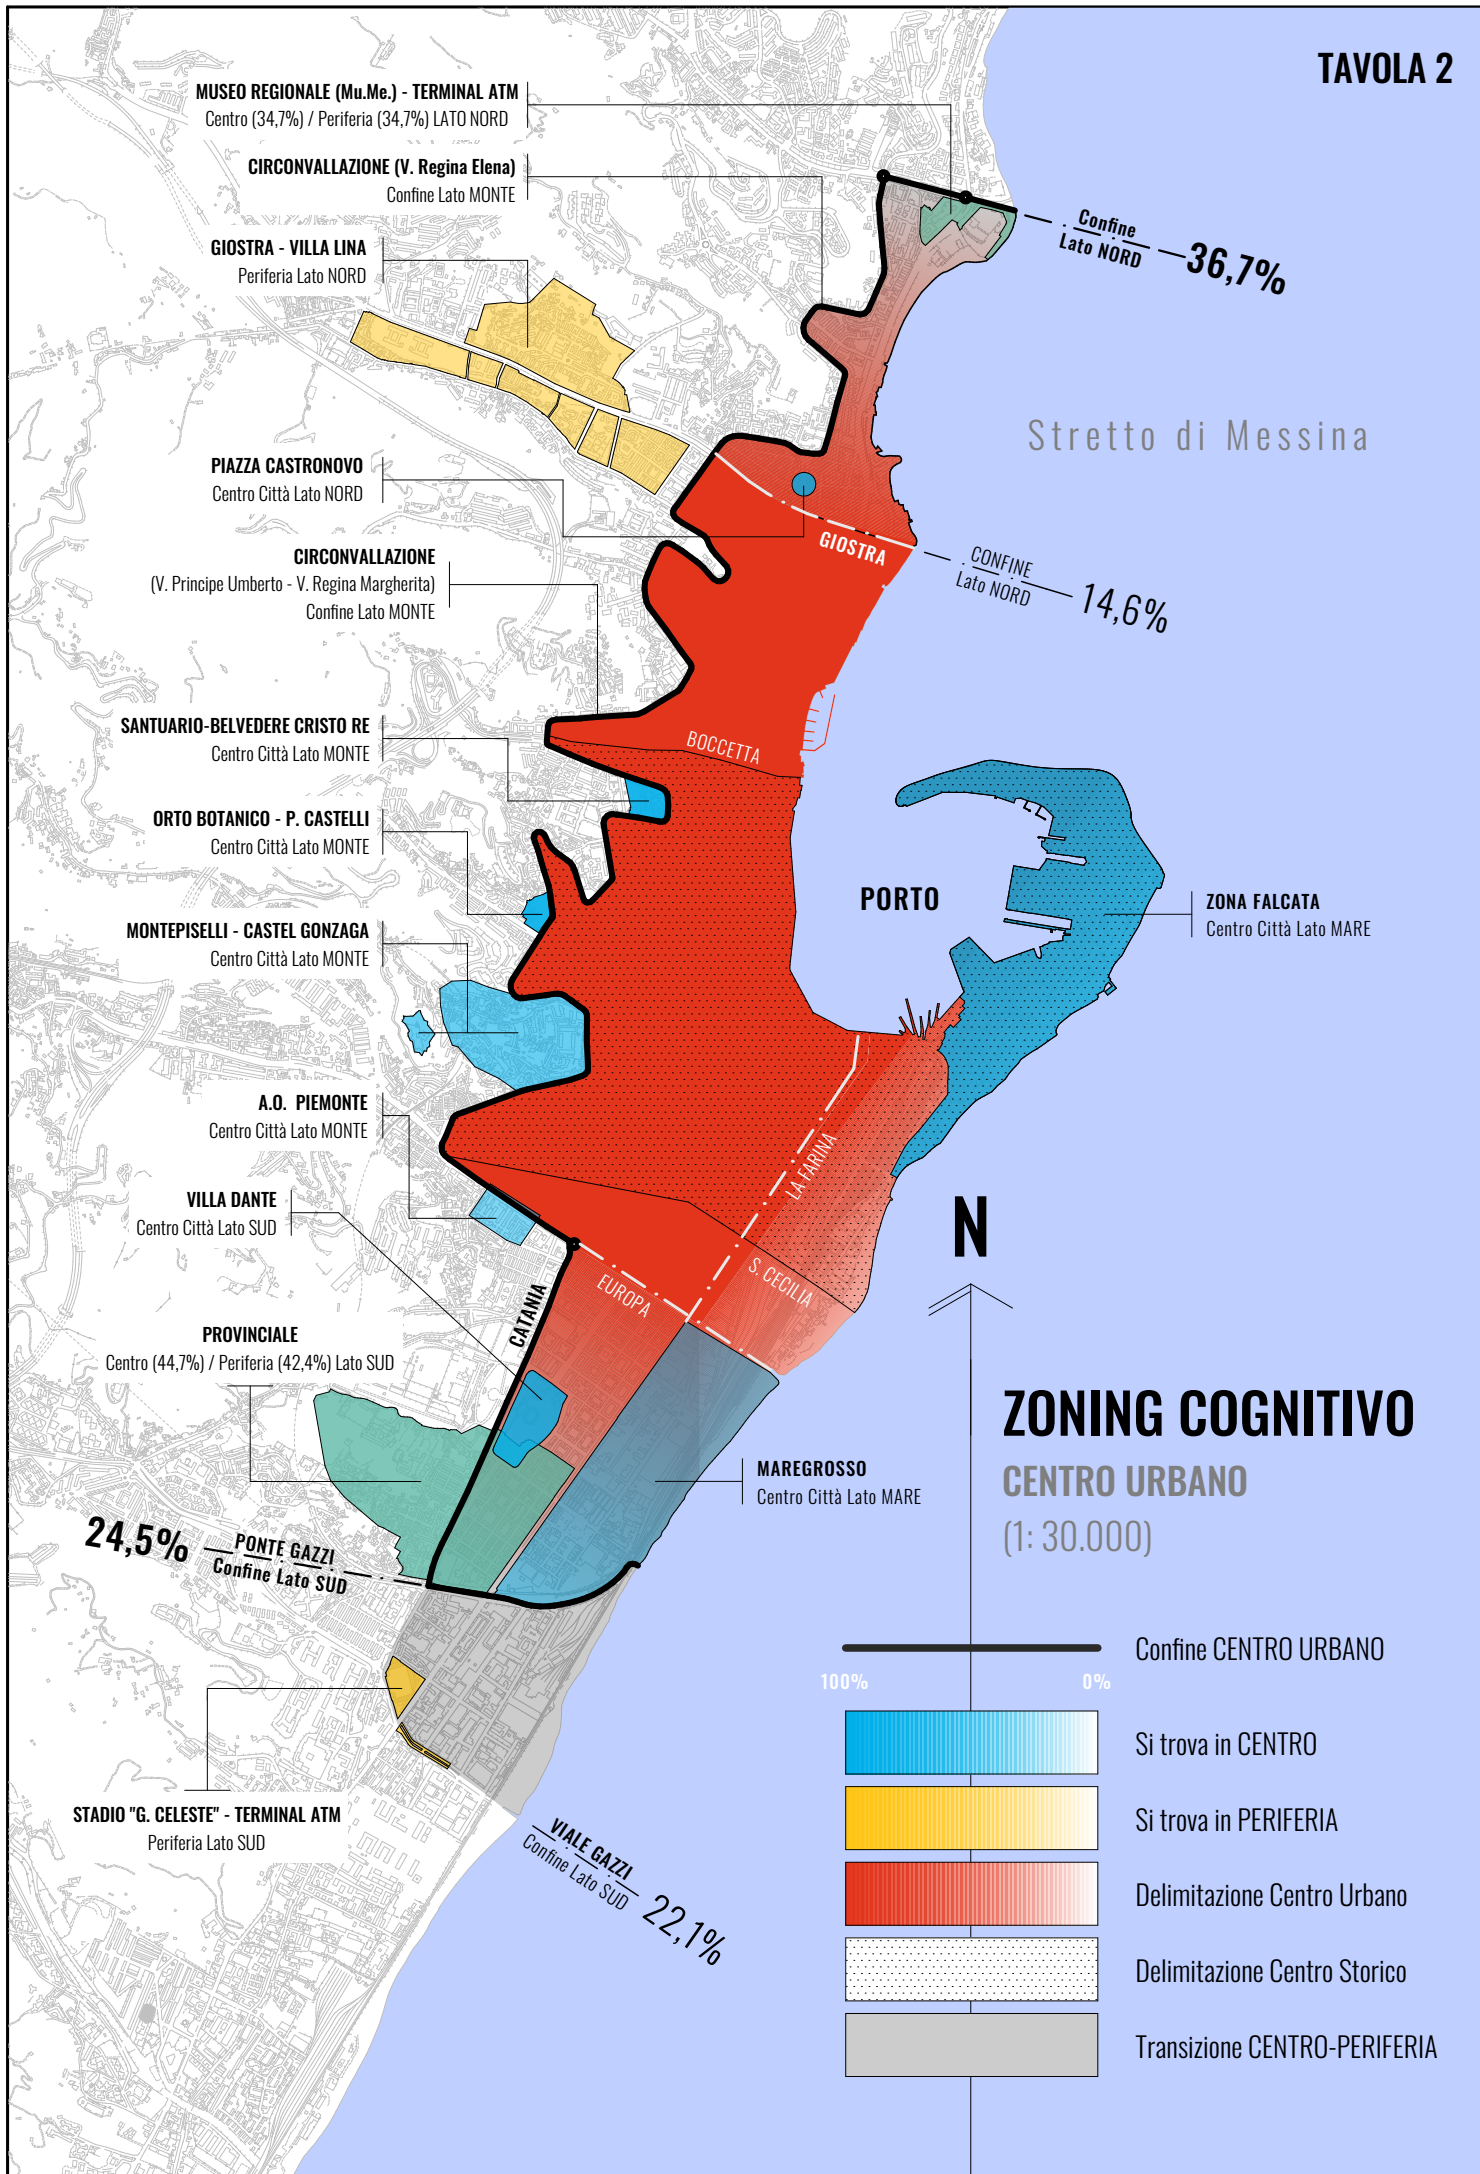 TAVOLA 2
MUSEO REGIONALE (Mu.Me.) - TERMINAL ATM
Centro (34,7%) / Periferia (34,7%) LATO NORD
CIRCONVALLAZIONE (V. Regina Elena)
Confine Lato MONTE
GIOSTRA - VILLA LINA
Periferia Lato NORD
Confine
Lato NORD
36,7%
Stretto di Messina
PIAZZA CASTRONOVO
Centro Città Lato NORD
GIOSTRA
CONFINE
Lato NORD
14,6%
CIRCONVALLAZIONE
(V. Principe Umberto - V. Regina Margherita)
Confine Lato MONTE
SANTUARIO-BELVEDERE CRISTO RE
Centro Città Lato MONTE
BOCCETTA
ORTO BOTANICO - P. CASTELLI
Centro Città Lato MONTE
PORTO
ZONA FALCATA
Centro Città Lato MARE
MONTEPISELLI - CASTEL GONZAGA
Centro Città Lato MONTE
A.O. PIEMONTE
Centro Città Lato MONTE
LA FARINA
VILLA DANTE
Centro Città Lato SUD
N
S. CECILIA
EUROPA
CATANIA
PROVINCIALE
Centro (44,7%) / Periferia (42,4%) Lato SUD
ZONING COGNITIVO
CENTRO URBANO
(1: 30.000)
MAREGROSSO
Centro Città Lato MARE
24,5%
PONTE GAZZI
Confine Lato SUD
Confine CENTRO URBANO
100%
0%
Si trova in CENTRO
Si trova in PERIFERIA
Delimitazione Centro Urbano
Delimitazione Centro Storico
Transizione CENTRO-PERIFERIA
STADIO "G. CELESTE" - TERMINAL ATM
Periferia Lato SUD
VIALE GAZZI
Confine Lato SUD
22,1%